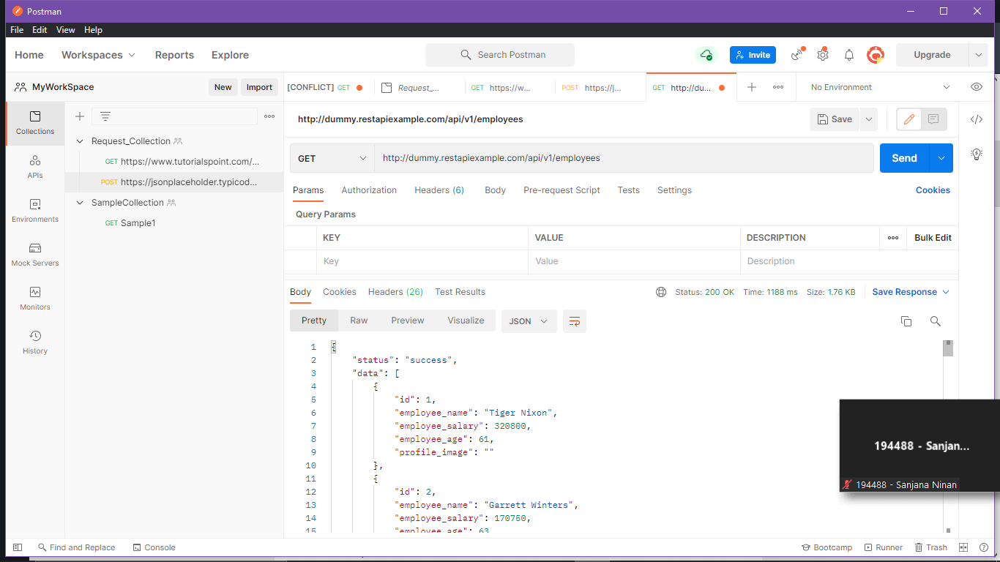 Postman
File Edit View Help
Home Workspaces Reports Explore Search Postman Invite Upgrade
MyWorkSpace New Import [CONFLICT] GET Request_... GET https://w... POST https://j... GET http://du... No Environment
Collections
APIs
Environments
Mock Servers
Monitors
History
Request_Collection
GET https://www.tutorialspoint.com/...
POST https://jsonplaceholder.typicod...
SampleCollection
GET Sample1
http://dummy.restapiexample.com/api/v1/employees Save
GET http://dummy.restapiexample.com/api/v1/employees Send
Params Authorization Headers (6) Body Pre-request Script Tests Settings Cookies
Query Params
KEY VALUE DESCRIPTION Bulk Edit
Key Value Description
Body Cookies Headers (26) Test Results Status: 200 OK Time: 1188 ms Size: 1.76 KB Save Response
Pretty Raw Preview Visualize JSON
1 {
2 "status": "success",
3 "data": [
4 {
5 "id": 1,
6 "employee_name": "Tiger Nixon",
7 "employee_salary": 320800,
8 "employee_age": 61,
9 "profile_image": ""
10 },
11 {
12 "id": 2,
13 "employee_name": "Garrett Winters",
14 "employee_salary": 170750,
15 "employee_age": 63
194488 - Sanjan...
194488 - Sanjana Ninan
Find and Replace Console Bootcamp Runner Trash